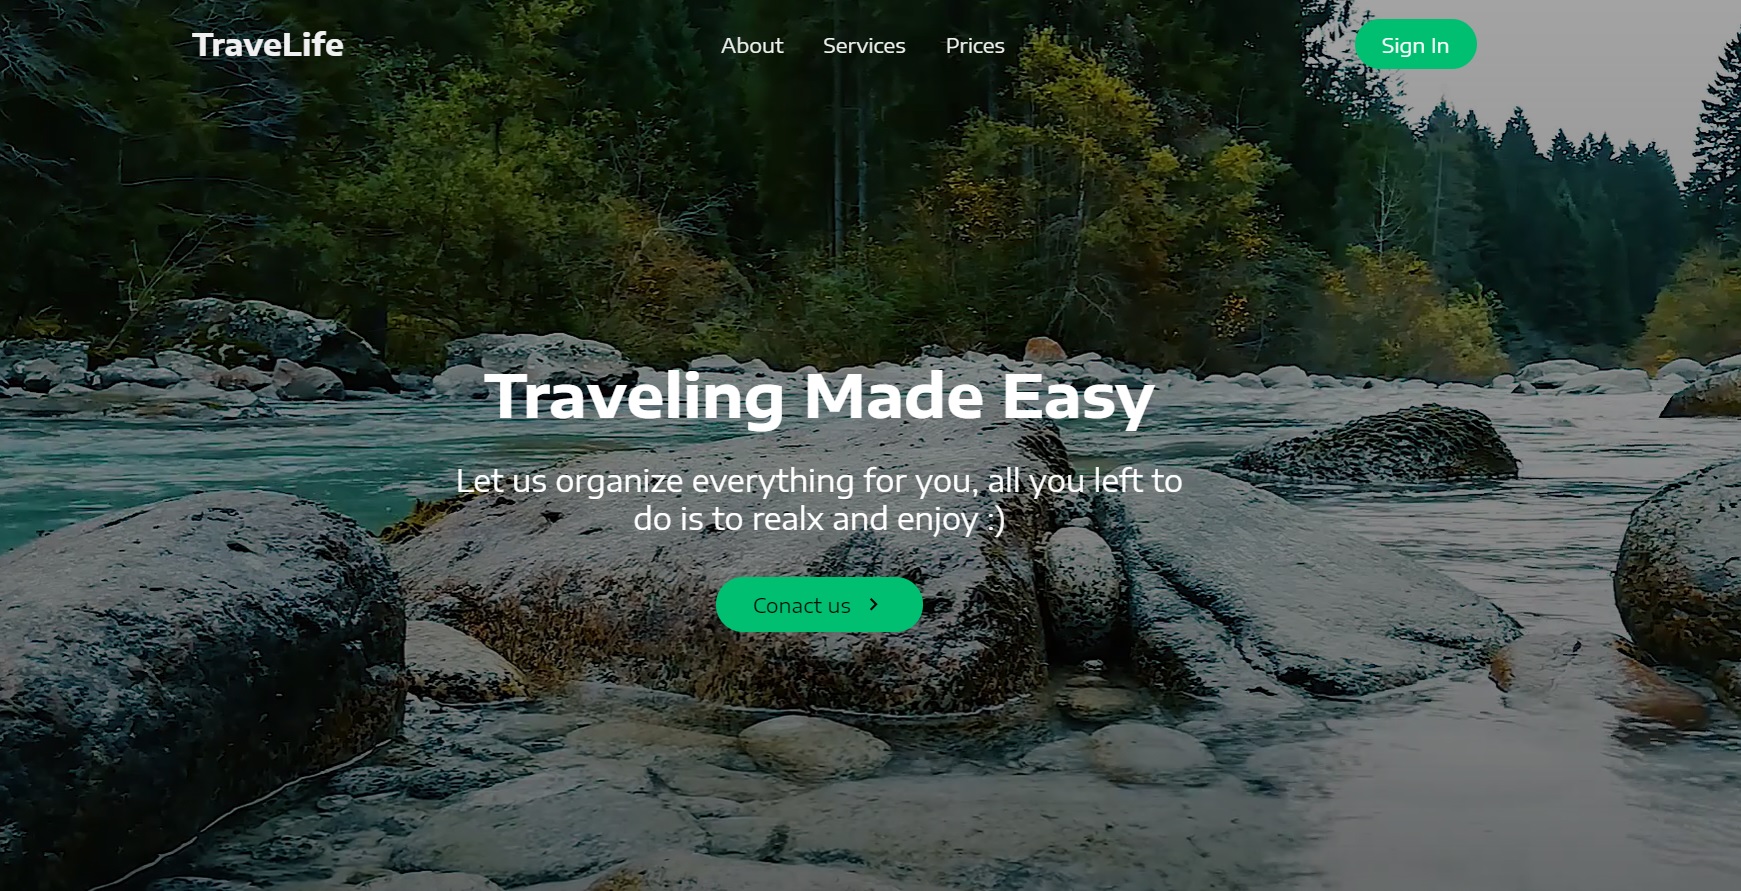 TraveLife
About
Services
Prices
Sign In
Traveling Made Easy
Let us organize everything for you, all you left to
do is to realx and enjoy :)
Conact us